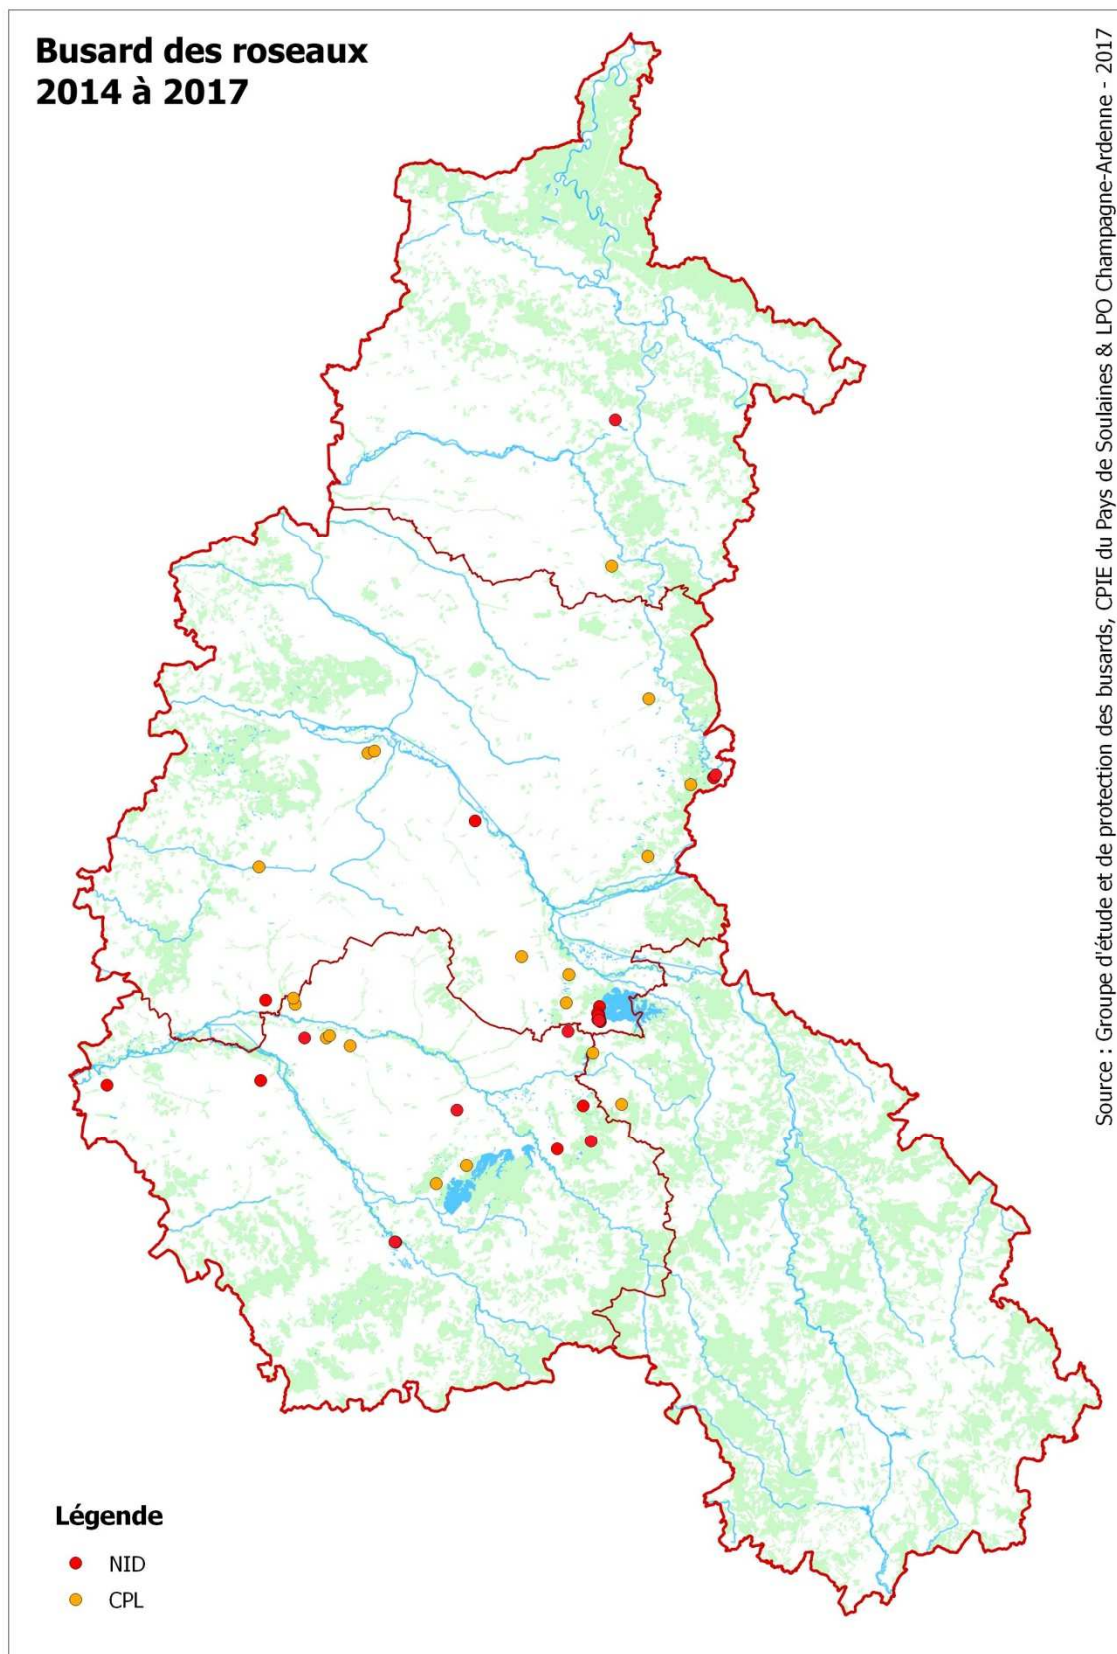 Busard des roseaux
2014 à 2017
Source : Groupe d'étude et de protection des busards, CPIE du Pays de Soulaines & LPO Champagne-Ardenne - 2017
Légende
NID
CPL